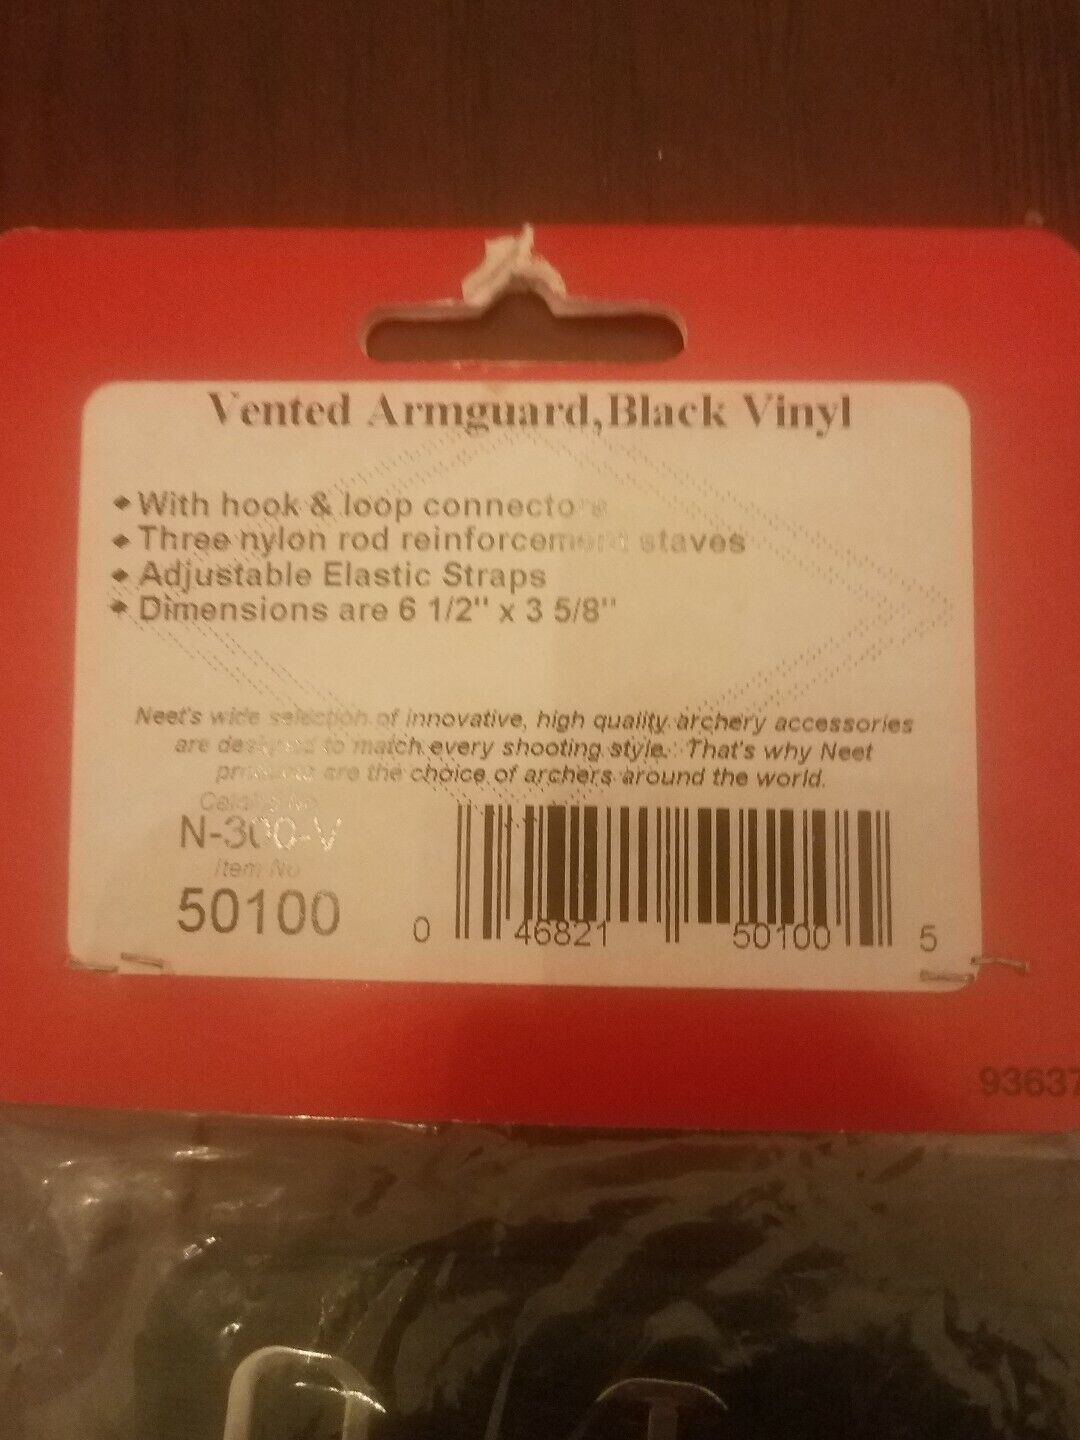 Vented Armguard,Black Vinyl
With hook & loop connectors
Three nylon rod reinforcement staves
Adjustable Elastic Straps
Dimensions are 6 1/2" x 3 5/8"
Neet's wide selection of innovative, high quality archery accessories
are designed to match every shooting style. That's why Neet
products are the choice of archers around the world.
Catalog No
N-300-V
Item No
50100
0 46821 50100 5
93637